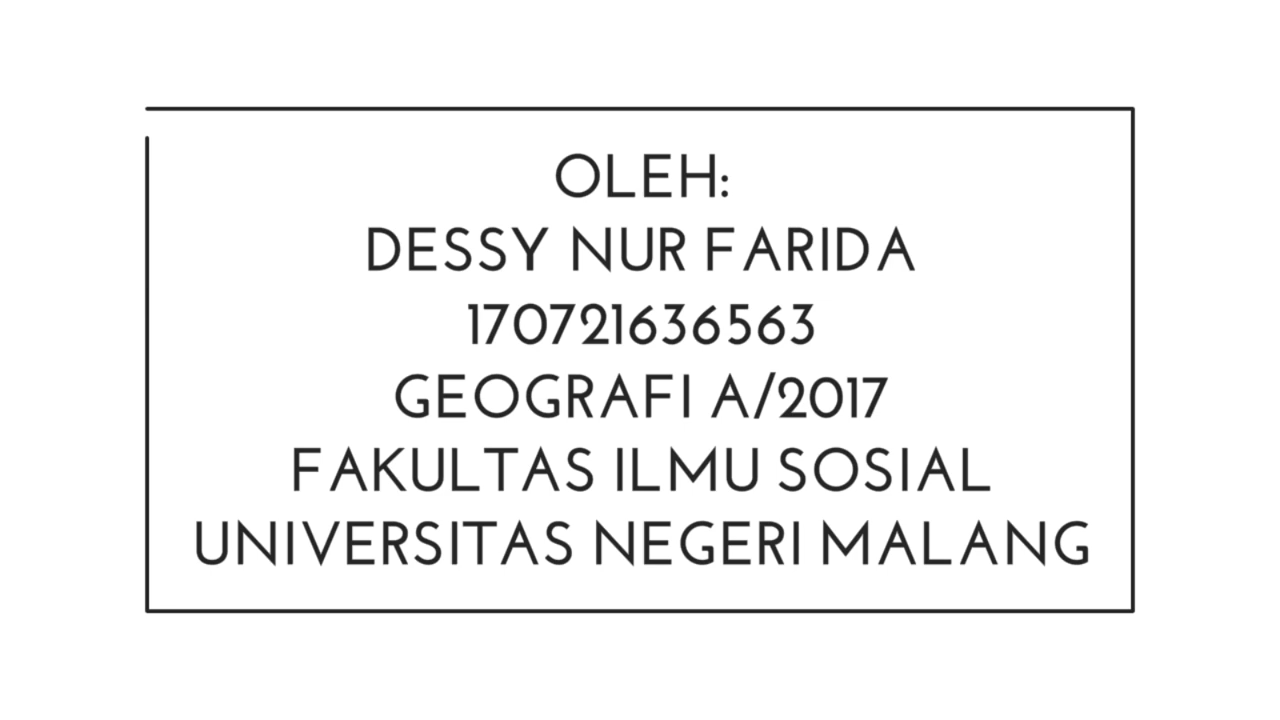 OLEH:
DESSY NUR FARIDA
170721636563
GEOGRAFI A/2017
FAKULTAS ILMU SOSIAL
UNIVERSITAS NEGERI MALANG